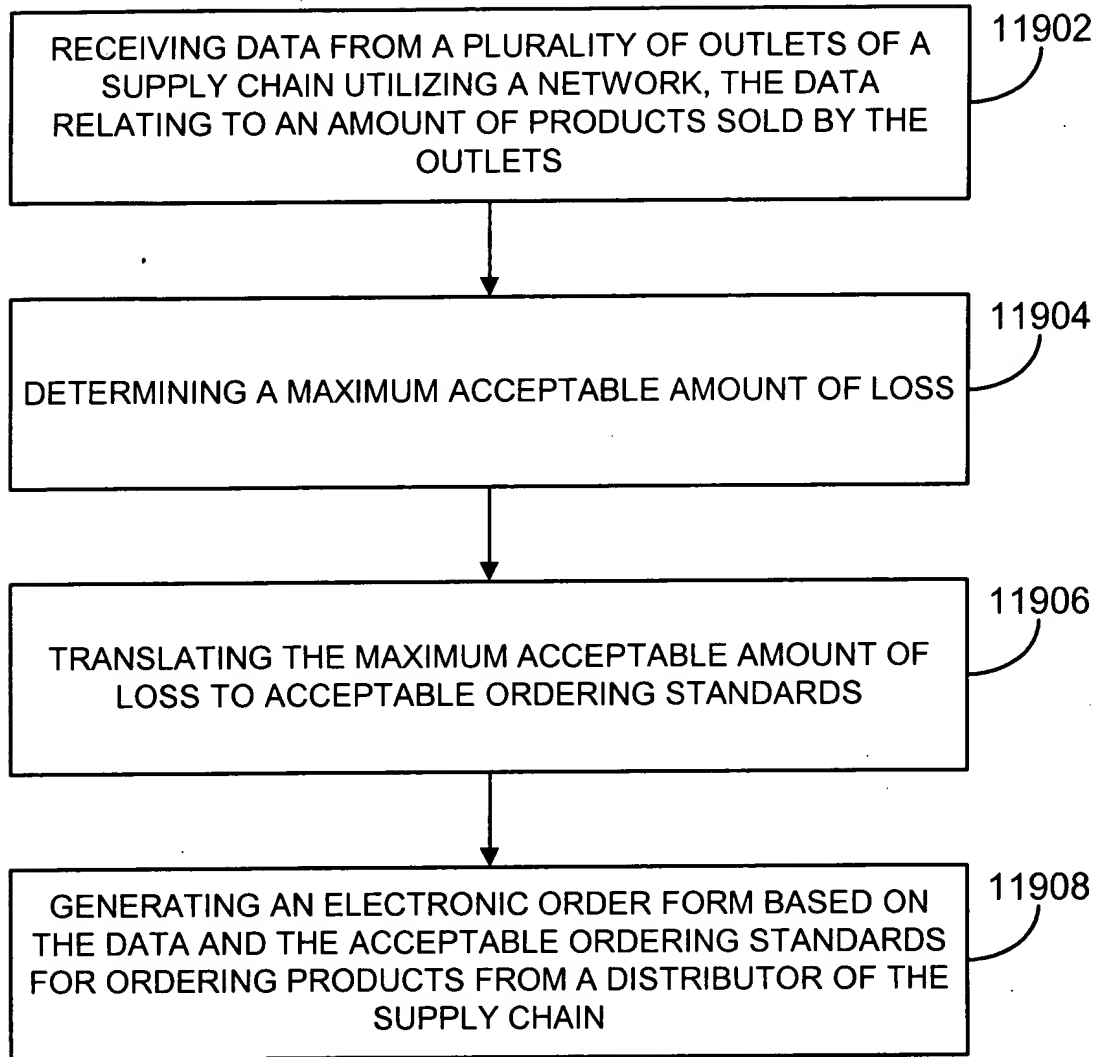 RECEIVING DATA FROM A PLURALITY OF OUTLETS OF A
SUPPLY CHAIN UTILIZING A NETWORK, THE DATA
RELATING TO AN AMOUNT OF PRODUCTS SOLD BY THE
OUTLETS
11902
DETERMINING A MAXIMUM ACCEPTABLE AMOUNT OF LOSS
11904
TRANSLATING THE MAXIMUM ACCEPTABLE AMOUNT OF
LOSS TO ACCEPTABLE ORDERING STANDARDS
11906
GENERATING AN ELECTRONIC ORDER FORM BASED ON
THE DATA AND THE ACCEPTABLE ORDERING STANDARDS
FOR ORDERING PRODUCTS FROM A DISTRIBUTOR OF THE
SUPPLY CHAIN
11908